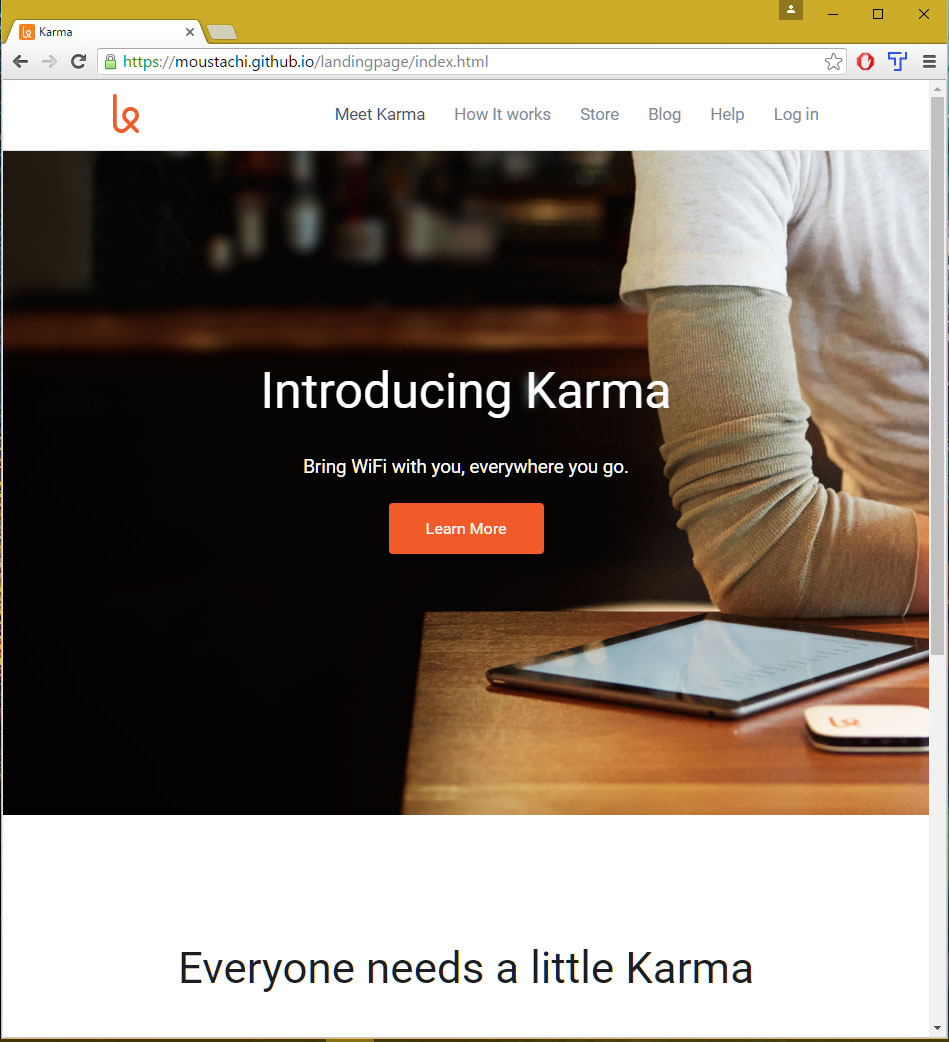 Karma
https://moustachi.github.io/landingpage/index.html
Meet Karma How It works Store Blog Help Log in
Introducing Karma
Bring WiFi with you, everywhere you go.
Learn More
Everyone needs a little Karma